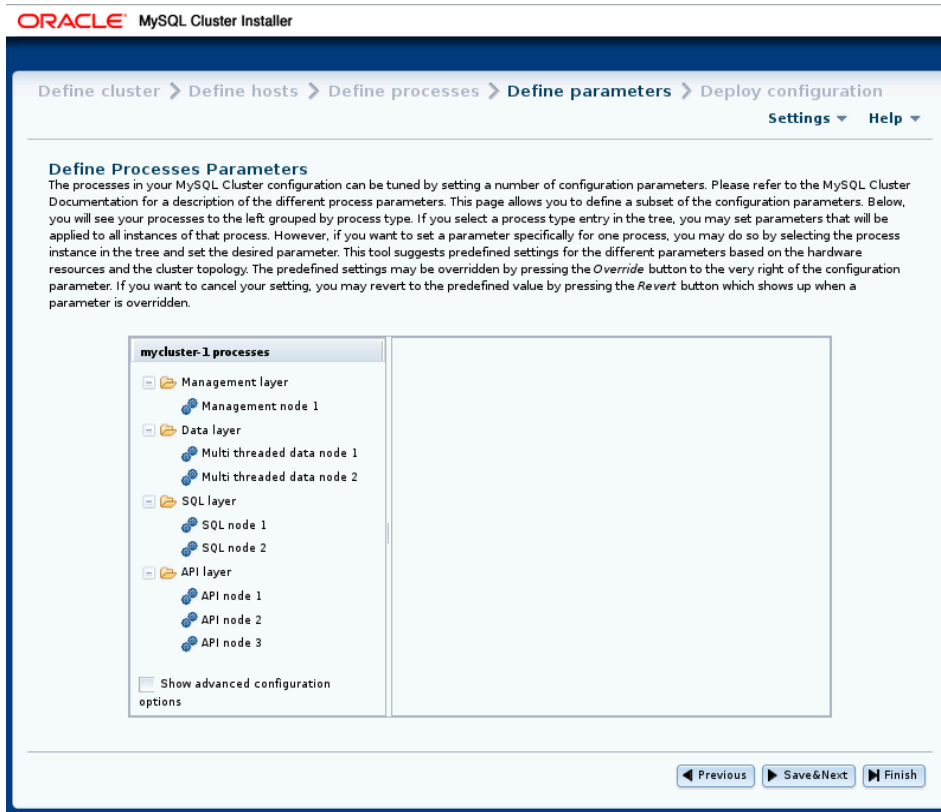 ORACLE® MySQL Cluster Installer
Define cluster > Define hosts > Define processes > Define parameters > Deploy configuration
Settings Help
Define Processes Parameters
The processes in your MySQL Cluster configuration can be tuned by setting a number of configuration parameters. Please refer to the MySQL Cluster
Documentation for a description of the different process parameters. This page allows you to define a subset of the configuration parameters. Below,
you will see your processes to the left grouped by process type. If you select a process type entry in the tree, you may set parameters that will be
applied to all instances of that process. However, if you want to set a parameter specifically for one process, you may do so by selecting the process
instance in the tree and set the desired parameter. This tool suggests predefined settings for the different parameters based on the hardware
resources and the cluster topology. The predefined settings may be overridden by pressing the Override button to the very right of the configuration
parameter. If you want to cancel your setting, you may revert to the predefined value by pressing the Revert button which shows up when a
parameter is overridden.
mycluster-1 processes
Management layer
Management node 1
Data layer
Multi threaded data node 1
Multi threaded data node 2
SQL layer
SQL node 1
SQL node 2
API layer
API node 1
API node 2
API node 3
Show advanced configuration
options
Previous Save&Next Finish